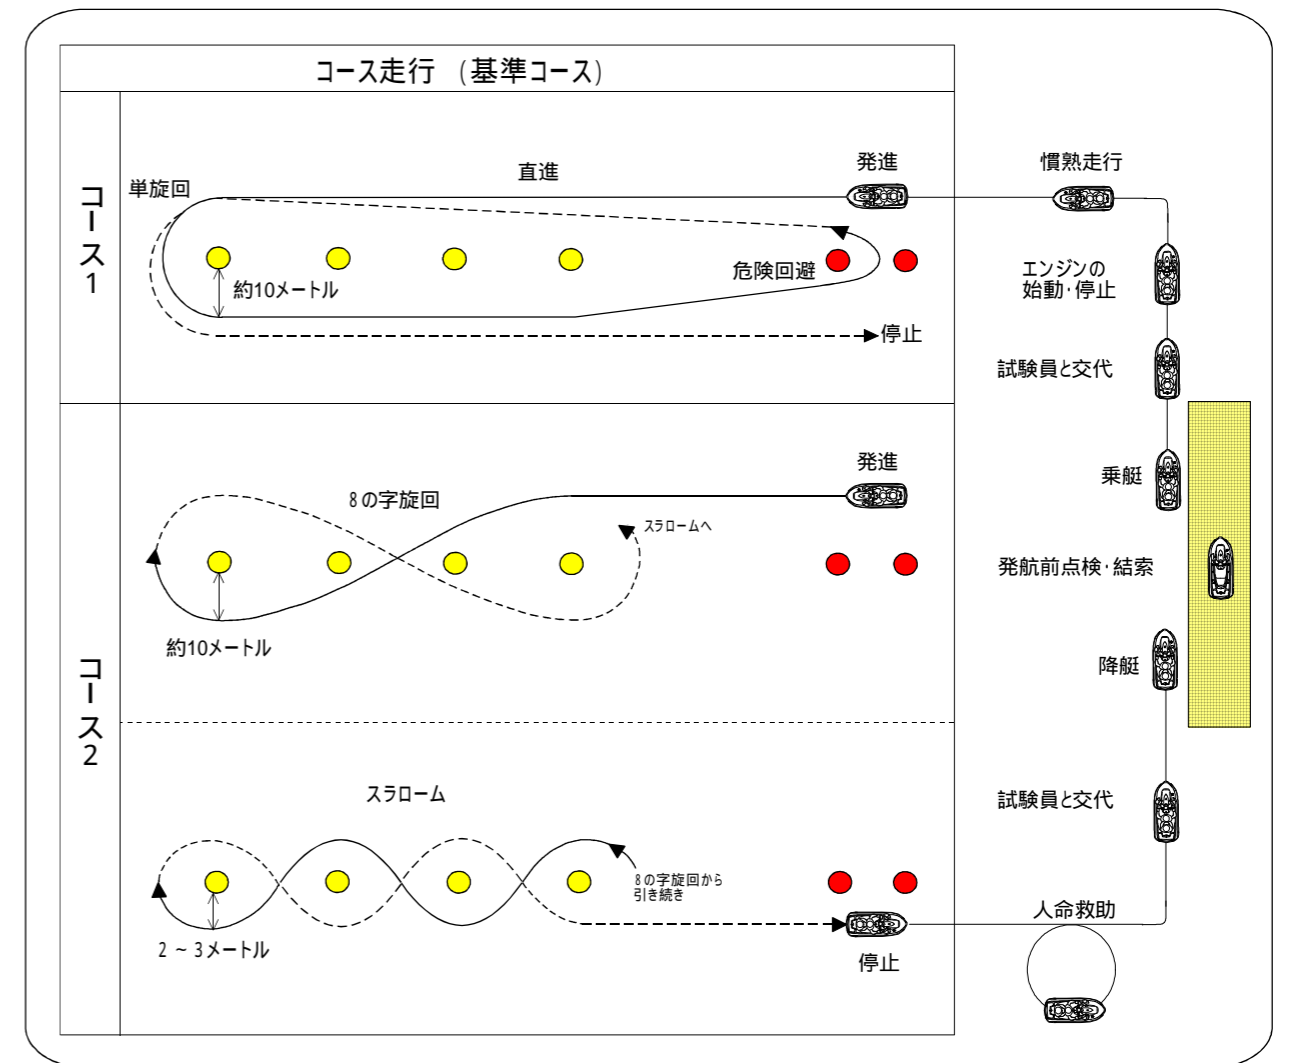 コース走行 (基準コース)
コース1
発進
直進
単旋回
危険回避
約10メートル
停止
慣熟走行
エンジンの
始動・停止
試験員と交代
乗艇
発航前点検・結索
降艇
試験員と交代
人命救助
コース2
発進
8の字旋回
スラロームへ
約10メートル
スラローム
8の字旋回から
引き続き
2~3メートル
停止